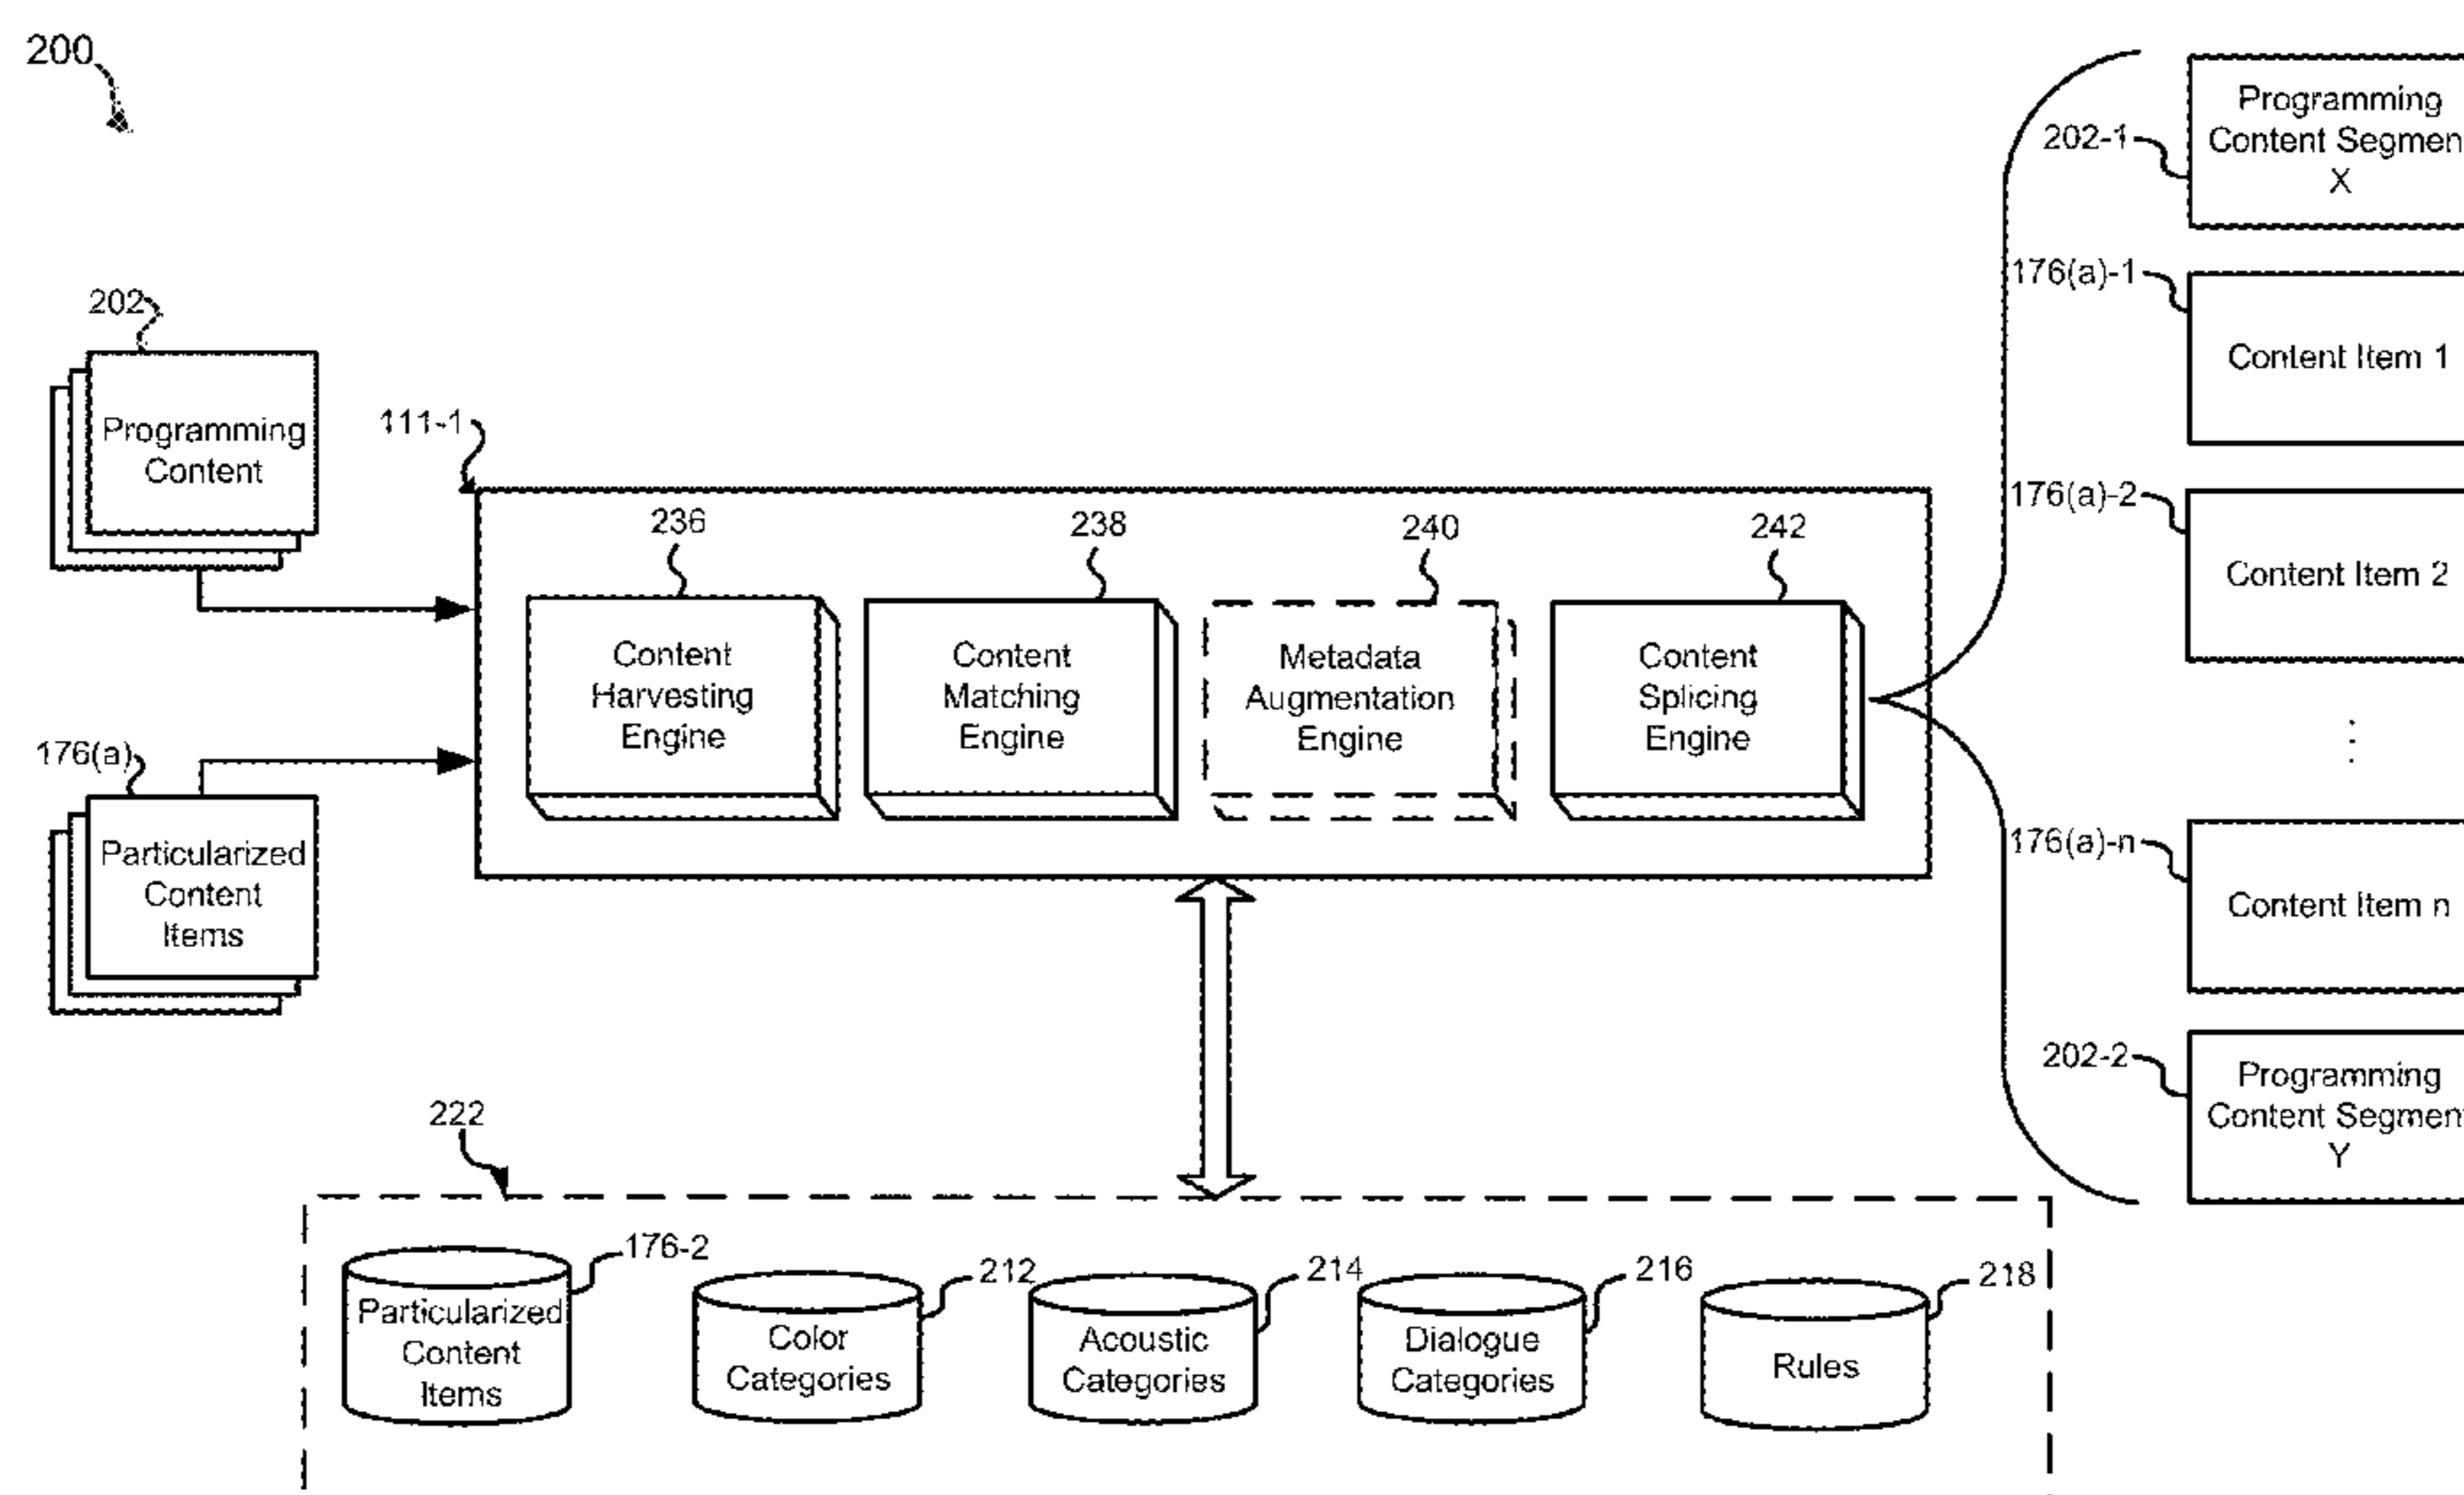 200
202
Programming
Content
176(a)
Particularized
Content
Items
111-1
236
Content
Harvesting
Engine
238
Content
Matching
Engine
240
Metadata
Augmentation
Engine
242
Content
Splicing
Engine
202-1
Programming
Content Segmen
X
176(a)-1
Content Item 1
176(a)-2
Content Item 2
⋮
176(a)-n
Content Item n
202-2
Programming
Content Segment
Y
222
176-2
Particularized
Content
Items
212
Color
Categories
214
Acoustic
Categories
216
Dialogue
Categories
218
Rules